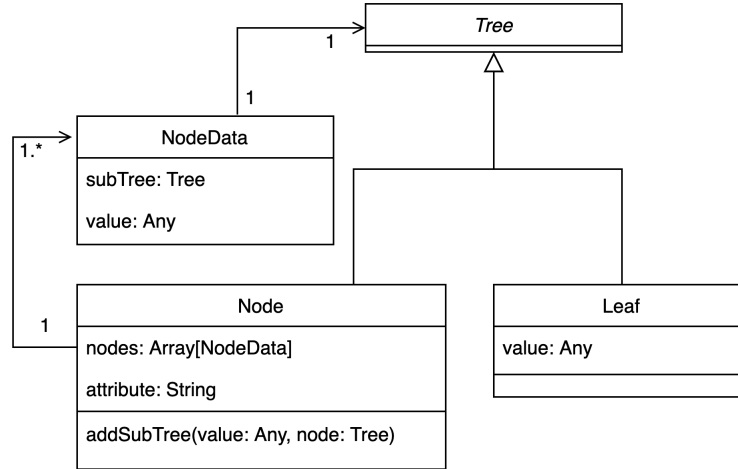 Tree
1
1
NodeData
1.*
subTree: Tree
value: Any
Node
Leaf
1
nodes: Array[NodeData]
value: Any
attribute: String
addSubTree(value: Any, node: Tree)